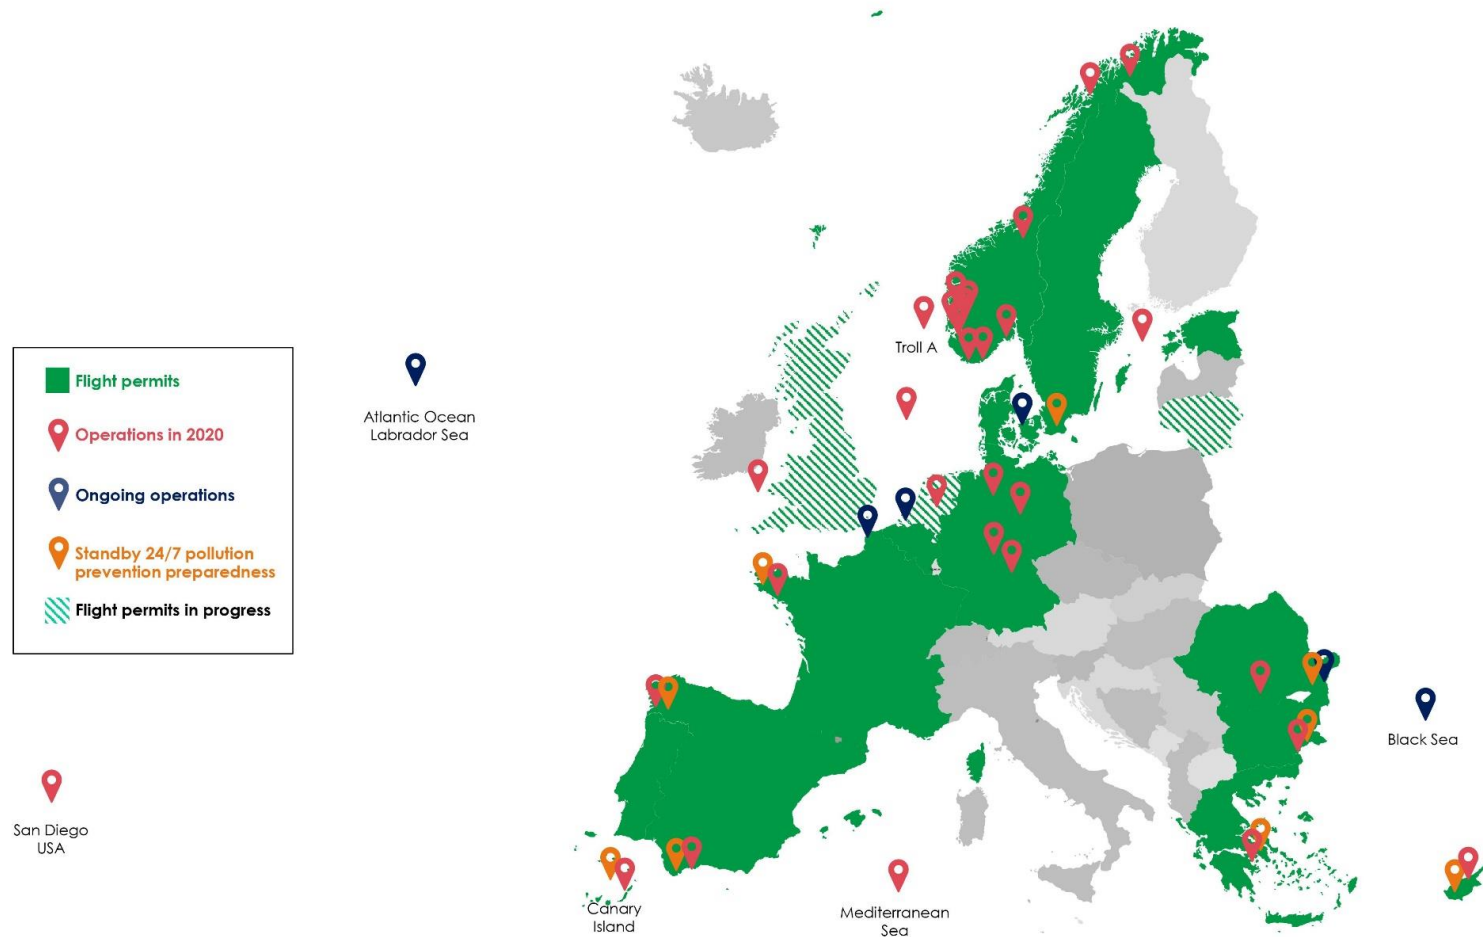 Troll A
Atlantic Ocean
Labrador Sea
Flight permits
Operations in 2020
Ongoing operations
Standby 24/7 pollution
prevention preparedness
Flight permits in progress
Black Sea
San Diego
USA
Canary
Island
Mediterranean
Sea